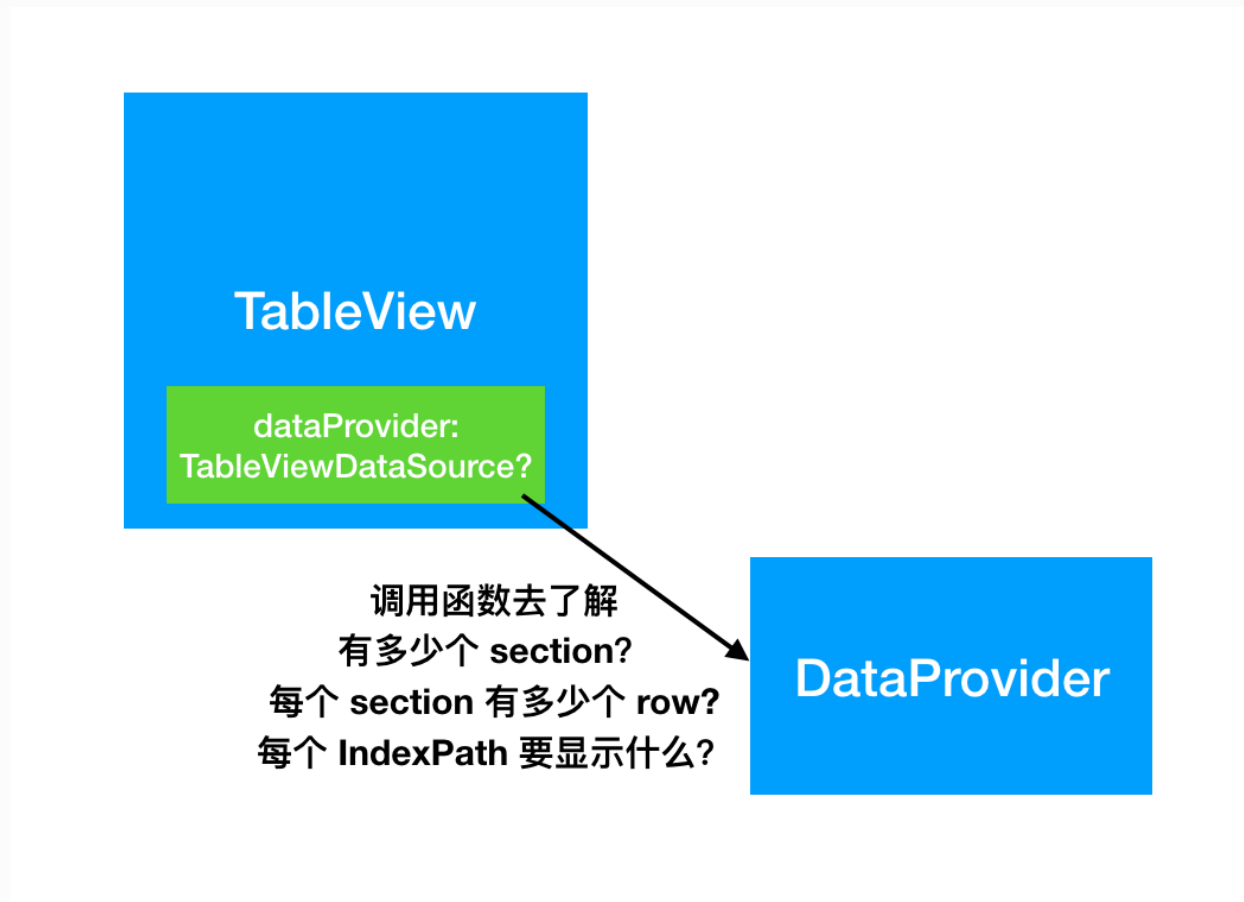 TableView
dataProvider:
TableViewDataSource?
调用函数去了解
有多少个 section?
每个 section 有多少个 row?
每个 IndexPath 要显示什么?
DataProvider